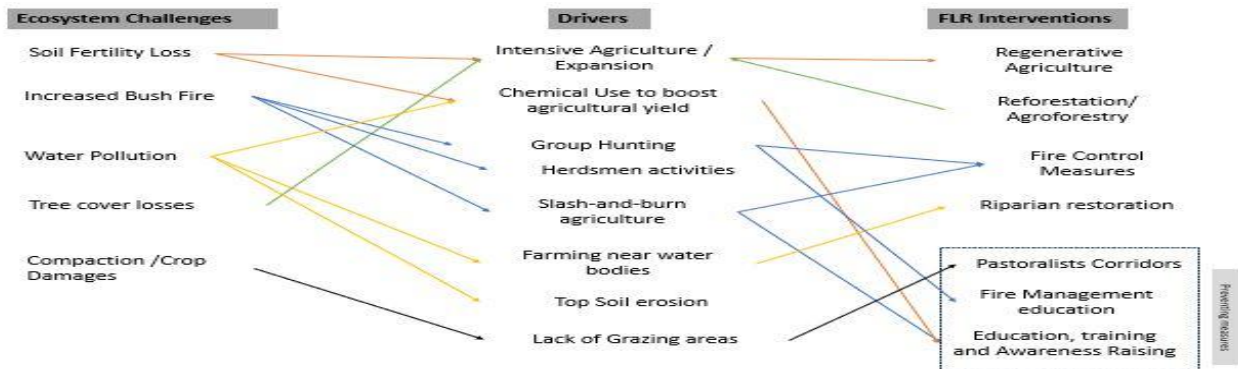 Ecosystem Challenges
Soil Fertility Loss
Increased Bush Fire
Water Pollution
Tree cover losses
Compaction /Crop
Damages
Drivers
Intensive Agriculture /
Expansion
Chemical Use to boost
agricultural yield
Group Hunting
Herdsmen activities
Slash-and-burn
agriculture
Farming near water
bodies
Top Soil erosion
Lack of Grazing areas
FLR Interventions
Regenerative
Agriculture
Reforestation/
Agroforestry
Fire Control
Measures
Riparian restoration
Pastoralists Corridors
Fire Management
education
Education, training
and Awareness Raising
Preventing measures